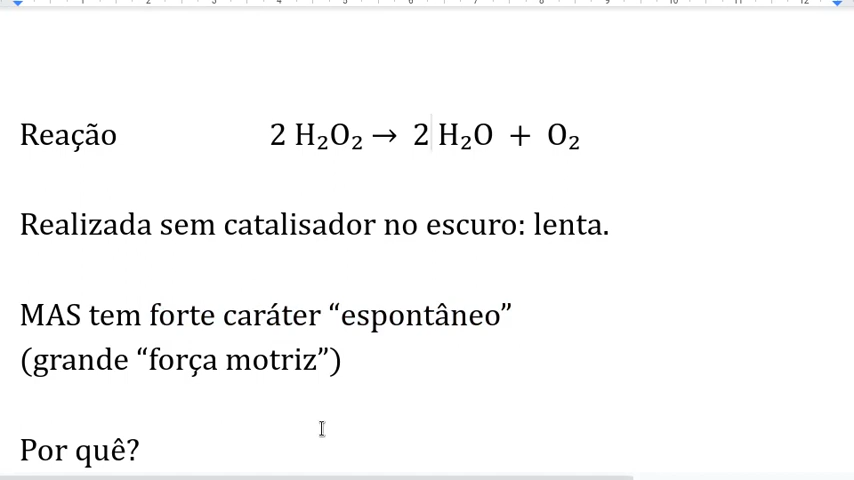 Reação 2 H₂O₂ → 2 H₂O + O₂
Realizada sem catalisador no escuro: lenta.
MAS tem forte caráter “espontâneo”
(grande “força motriz”)
Por quê?